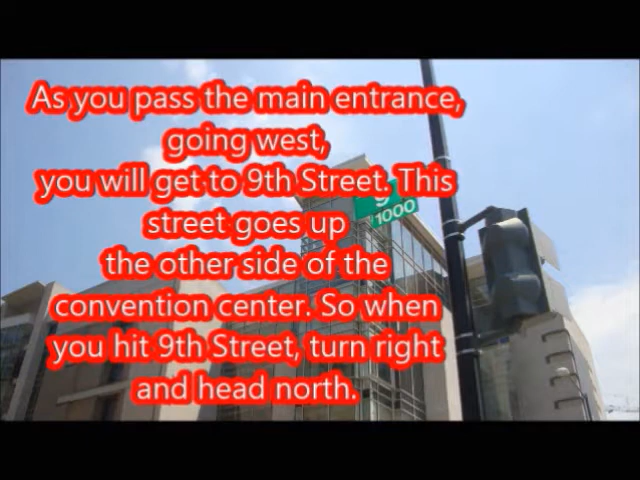 As you pass the main entrance,
going west,
you will get to 9th Street. This
street goes up
the other side of the
convention center. So when
you hit 9th Street, turn right
and head north.
9
1000